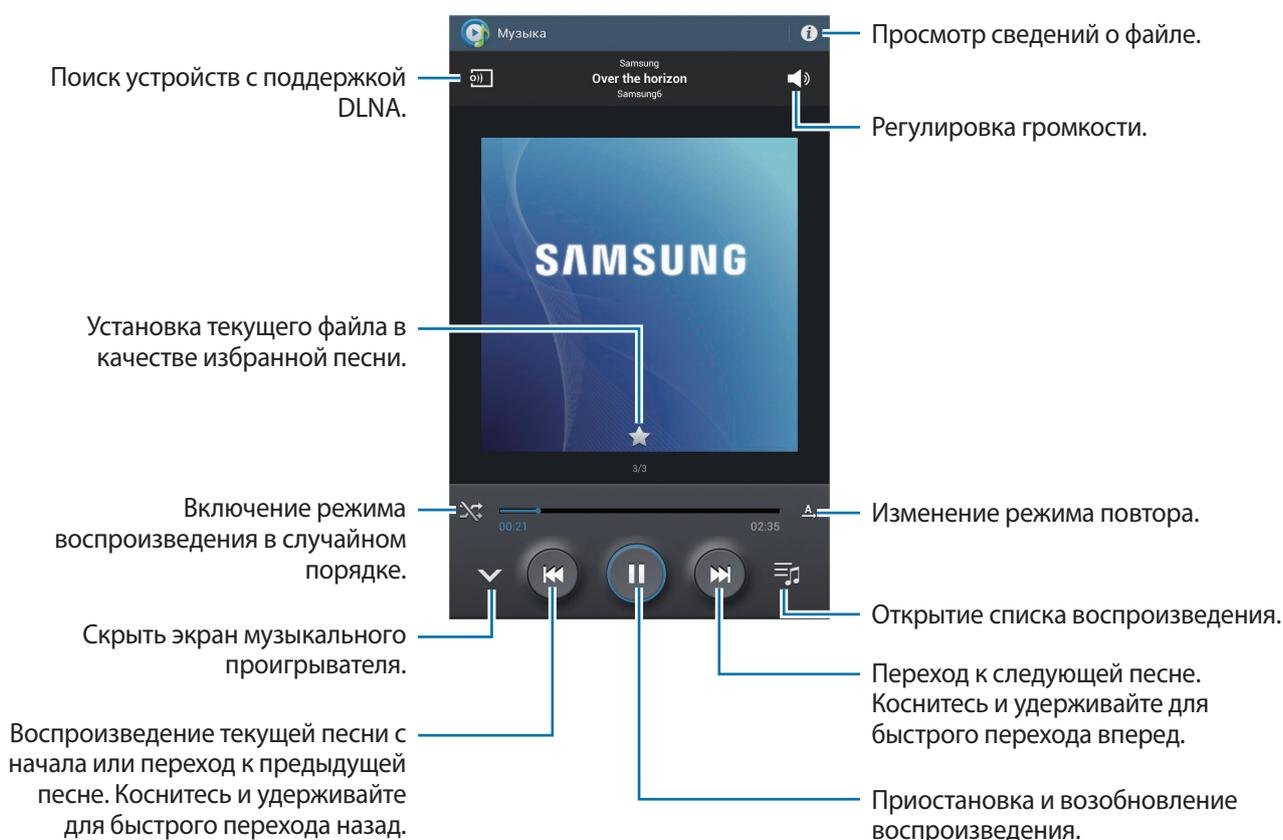 Музыка
Просмотр сведений о файле.
Поиск устройств с поддержкой
DLNA.
Samsung
Over the horizon
Samsung6
Регулировка громкости.
SAMSUNG
Установка текущего файла в
качестве избранной песни.
3/3
Включение режима
воспроизведения в случайном
порядке.
00:21
02:35
A
Изменение режима повтора.
Открытие списка воспроизведения.
Скрыть экран музыкального
проигрывателя.
Переход к следующей песне.
Коснитесь и удерживайте для
быстрого перехода вперед.
Воспроизведение текущей песни с
начала или переход к предыдущей
песне. Коснитесь и удерживайте
для быстрого перехода назад.
Приостановка и возобновление
воспроизведения.